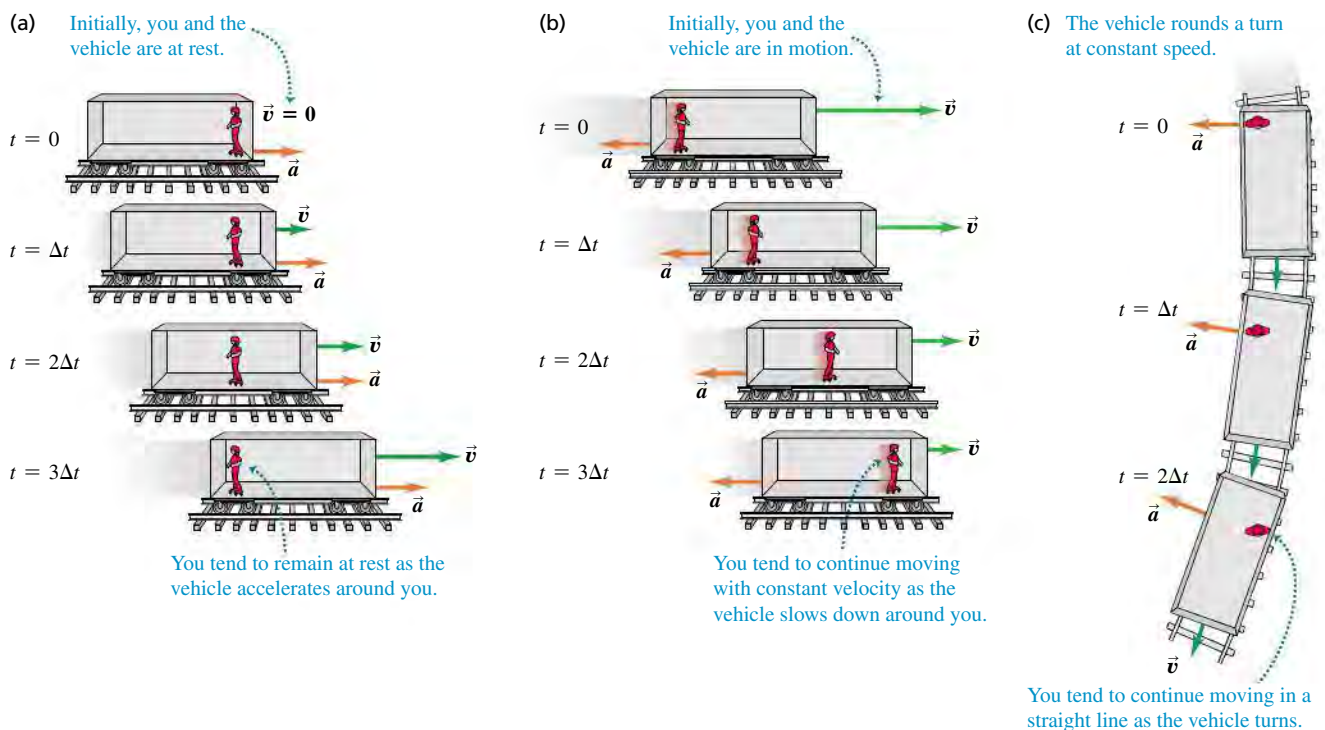 (a) Initially, you and the
vehicle are at rest.
t = 0
v⃗ = 0
a⃗
t = Δt
v⃗
a⃗
t = 2Δt
v⃗
a⃗
t = 3Δt
v⃗
a⃗
You tend to remain at rest as the
vehicle accelerates around you.
(b) Initially, you and the
vehicle are in motion.
t = 0
v⃗
a⃗
t = Δt
v⃗
a⃗
t = 2Δt
v⃗
a⃗
t = 3Δt
v⃗
a⃗
You tend to continue moving
with constant velocity as the
vehicle slows down around you.
(c) The vehicle rounds a turn
at constant speed.
t = 0
a⃗
t = Δt
a⃗
t = 2Δt
a⃗
v⃗
You tend to continue moving in a
straight line as the vehicle turns.